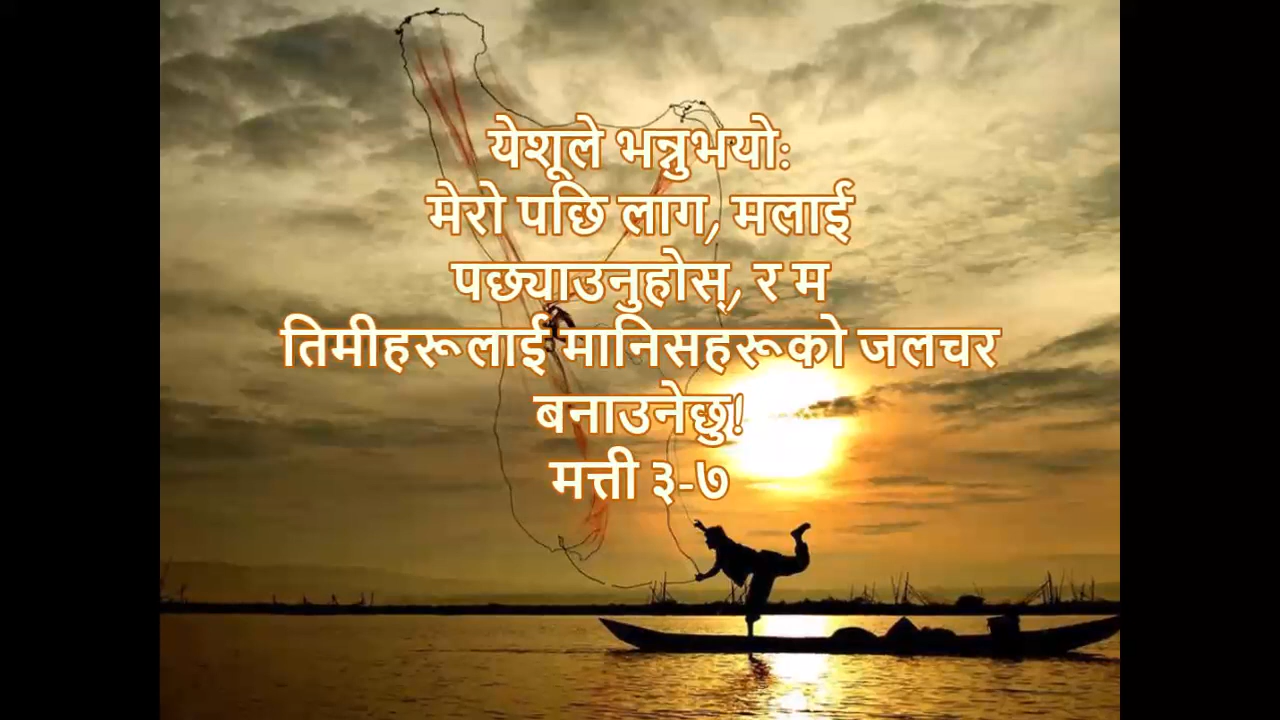 येशूले भन्नुभयो:
मेरो पछि लाग, मलाई
पछ्याउनुहोस्, र म
तिमीहरूलाई मानिसहरूको जलचर
बनाउनेछु!
मत्ती ३-७